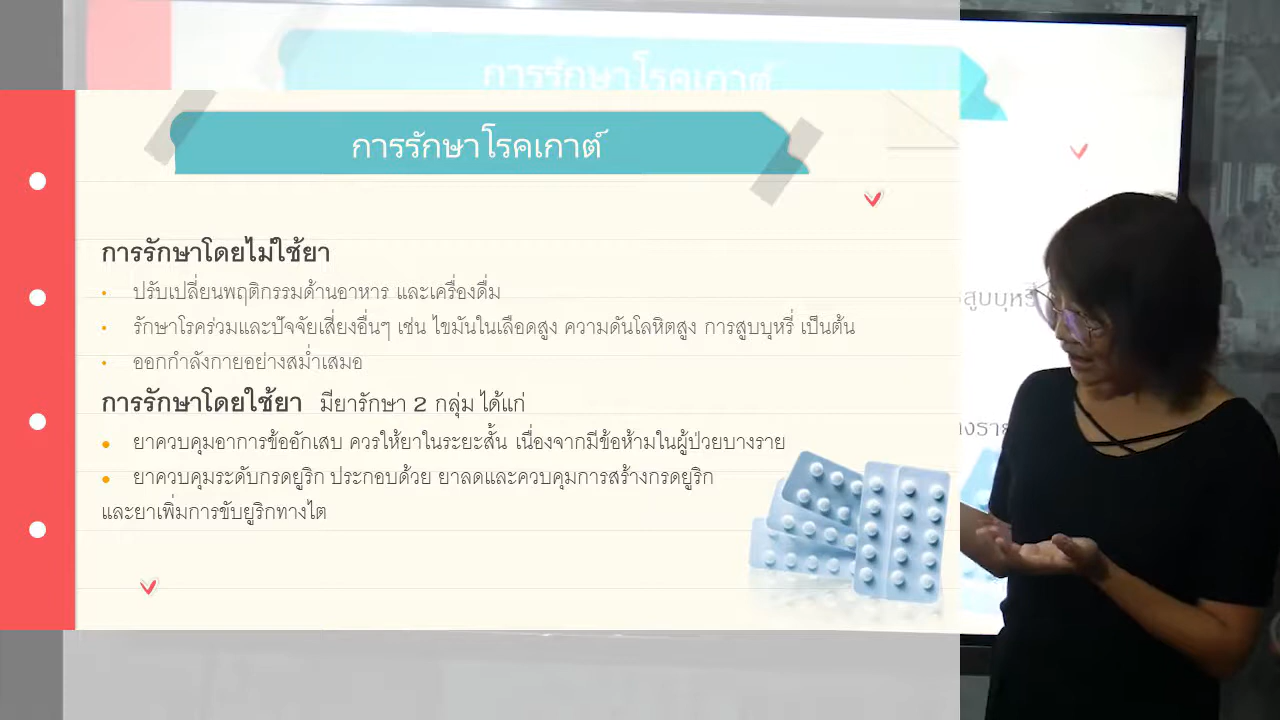 การรักษาโรคเกาต์
การรักษาโรคเกาต์
การรักษาโดยไม่ใช้ยา
• ปรับเปลี่ยนพฤติกรรมด้านอาหาร และเครื่องดื่ม
• รักษาโรคร่วมและปัจจัยเสี่ยงอื่นๆ เช่น ไขมันในเลือดสูง ความดันโลหิตสูง การสูบบุหรี่ เป็นต้น
สูบบุหรี่
• ออกกำลังกายอย่างสม่ำเสมอ
การรักษาโดยใช้ยา มียารักษา 2 กลุ่ม ได้แก่
• ยาควบคุมอาการข้ออักเสบ ควรให้ยาในระยะสั้น เนื่องจากมีข้อห้ามในผู้ป่วยบางราย
• ยาควบคุมระดับกรดยูริก ประกอบด้วย ยาลดและควบคุมการสร้างกรดยูริก
และยาเพิ่มการขับยูริกทางไต